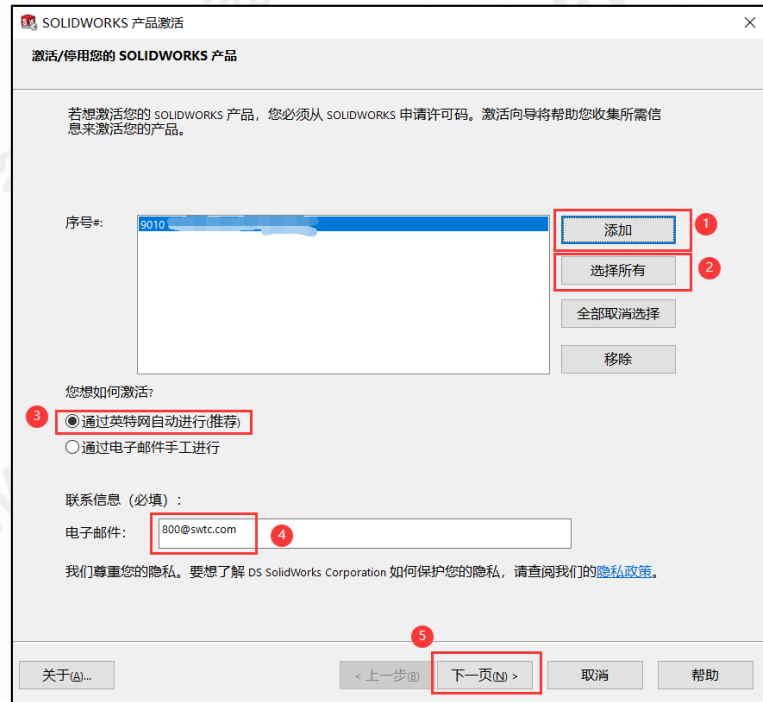 SOLIDWORKS 产品激活
激活/停用您的 SOLIDWORKS 产品
若想激活您的 SOLIDWORKS 产品，您必须从 SOLIDWORKS 申请许可码。激活向导将帮助您收集所需信
息来激活您的产品。
序号#:
9010
添加
1
选择所有
2
全部取消选择
移除
您想如何激活?
3
通过英特网自动进行(推荐)
通过电子邮件手工进行
联系信息（必填）:
电子邮件:
800@swtc.com
4
我们尊重您的隐私。要想了解 DS SolidWorks Corporation 如何保护您的隐私，请查阅我们的隐私政策。
5
关于(A)...
< 上一步(B)
下一页(N) >
取消
帮助